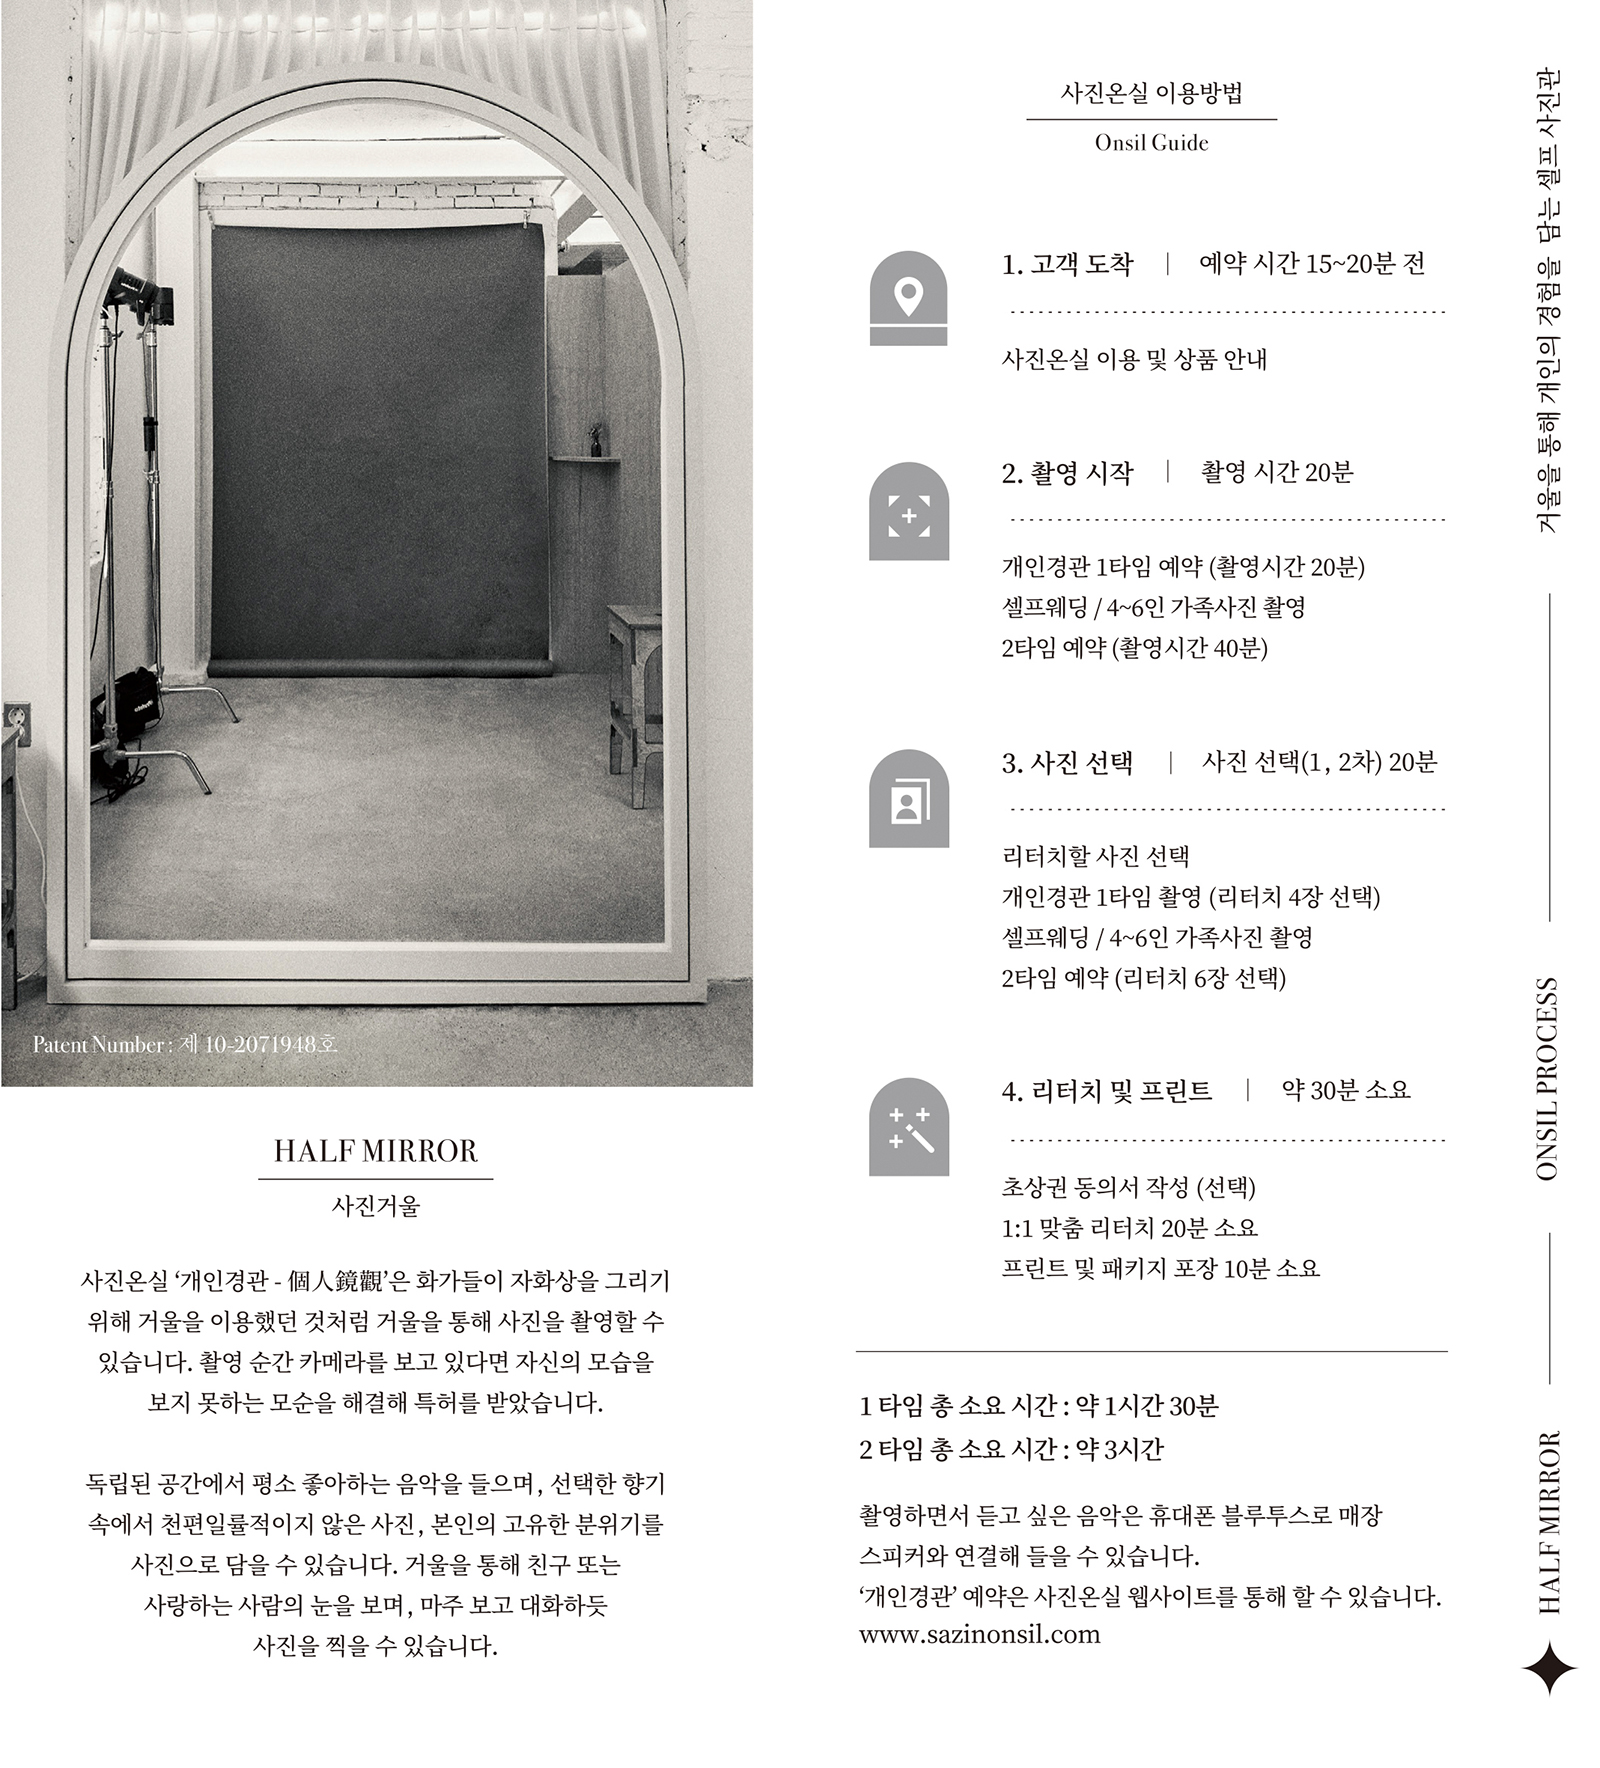 Patent Number : 제 10-2071948호
HALF MIRROR
사진거울
사진온실 ‘개인경관 - 個人鏡觀’은 화가들이 자화상을 그리기
위해 거울을 이용했던 것처럼 거울을 통해 사진을 촬영할 수
있습니다. 촬영 순간 카메라를 보고 있다면 자신의 모습을
보지 못하는 모순을 해결해 특허를 받았습니다.
독립된 공간에서 평소 좋아하는 음악을 들으며, 선택한 향기
속에서 천편일률적이지 않은 사진, 본인의 고유한 분위기를
사진으로 담을 수 있습니다. 거울을 통해 친구 또는
사랑하는 사람의 눈을 보며, 마주 보고 대화하듯
사진을 찍을 수 있습니다.
사진온실 이용방법
Onsil Guide
1. 고객 도착 | 예약 시간 15~20분 전
사진온실 이용 및 상품 안내
2. 촬영 시작 | 촬영 시간 20분
개인경관 1타임 예약 (촬영시간 20분)
셀프웨딩 / 4~6인 가족사진 촬영
2타임 예약 (촬영시간 40분)
3. 사진 선택 | 사진 선택(1, 2차) 20분
리터치할 사진 선택
개인경관 1타임 촬영 (리터치 4장 선택)
셀프웨딩 / 4~6인 가족사진 촬영
2타임 예약 (리터치 6장 선택)
4. 리터치 및 프린트 | 약 30분 소요
초상권 동의서 작성 (선택)
1:1 맞춤 리터치 20분 소요
프린트 및 패키지 포장 10분 소요
1 타임 총 소요 시간 : 약 1시간 30분
2 타임 총 소요 시간 : 약 3시간
촬영하면서 듣고 싶은 음악은 휴대폰 블루투스로 매장
스피커와 연결해 들을 수 있습니다.
‘개인경관’ 예약은 사진온실 웹사이트를 통해 할 수 있습니다.
www.sazinonsil.com
거울을 통해 개인의 경험을 담는 셀프 사진관
ONSIL PROCESS
HALF MIRROR